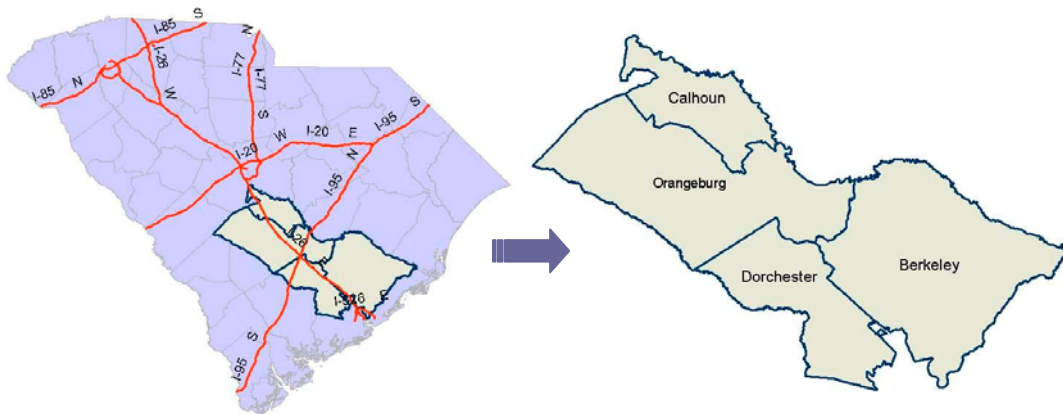 I-85 S
N
I-26
I-77
I-77
I-85 N
W
S
S
I-95
I-20
W
I-20 E
N
I-95
I-26
E
S
I-95
Calhoun
Orangeburg
Dorchester
Berkeley